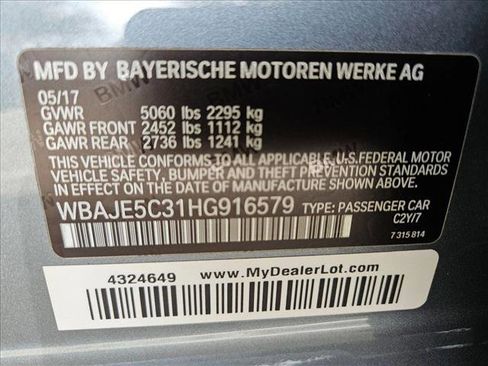 MFD BY BAYERISCHE MOTOREN WERKE AG
05/17
GVWR 5060 lbs 2295 kg
GAWR FRONT 2452 lbs 1112 kg
GAWR REAR 2736 lbs 1241 kg
THIS VEHICLE CONFORMS TO ALL APPLICABLE, U.S. FEDERAL MOTOR
VEHICLE SAFETY, BUMPER AND THEFT PREVENTION STANDARDS IN
EFFECT ON THE DATE OF MANUFACTURE SHOWN ABOVE.
WBAJE5C31HG916579 TYPE: PASSENGER CAR
C2Y/7
7 315 814
4324649 www.MyDealerLot.com